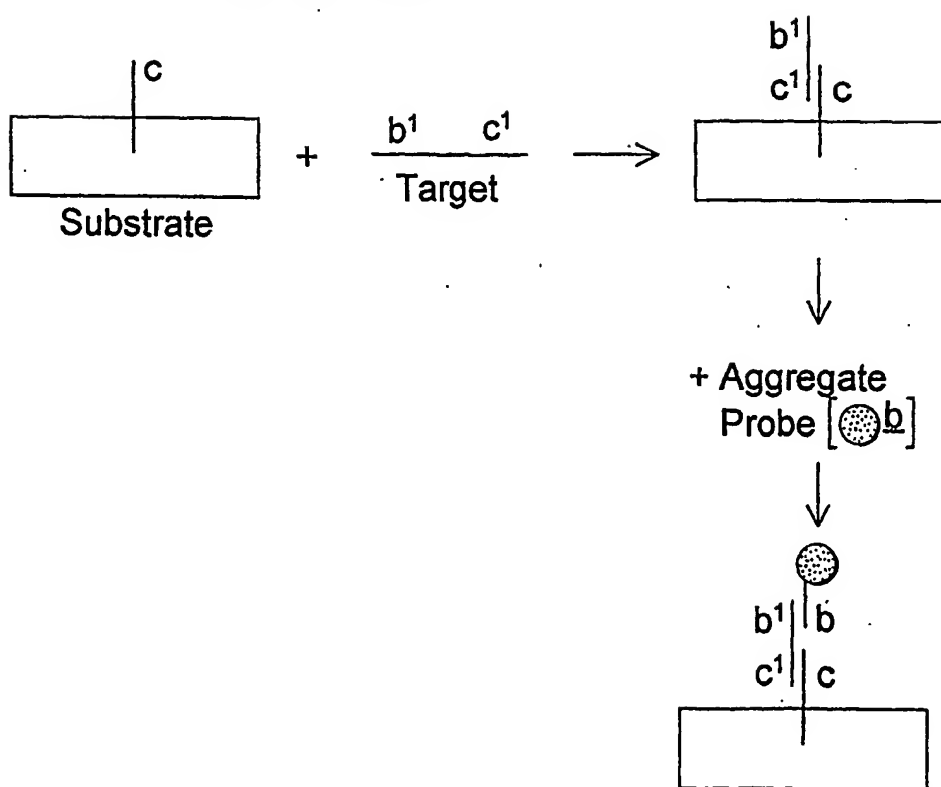 c
+
b¹ c¹
Target
Substrate
b¹
c¹ c
+ Aggregate
Probe [ b ]
b¹ b
c¹ c